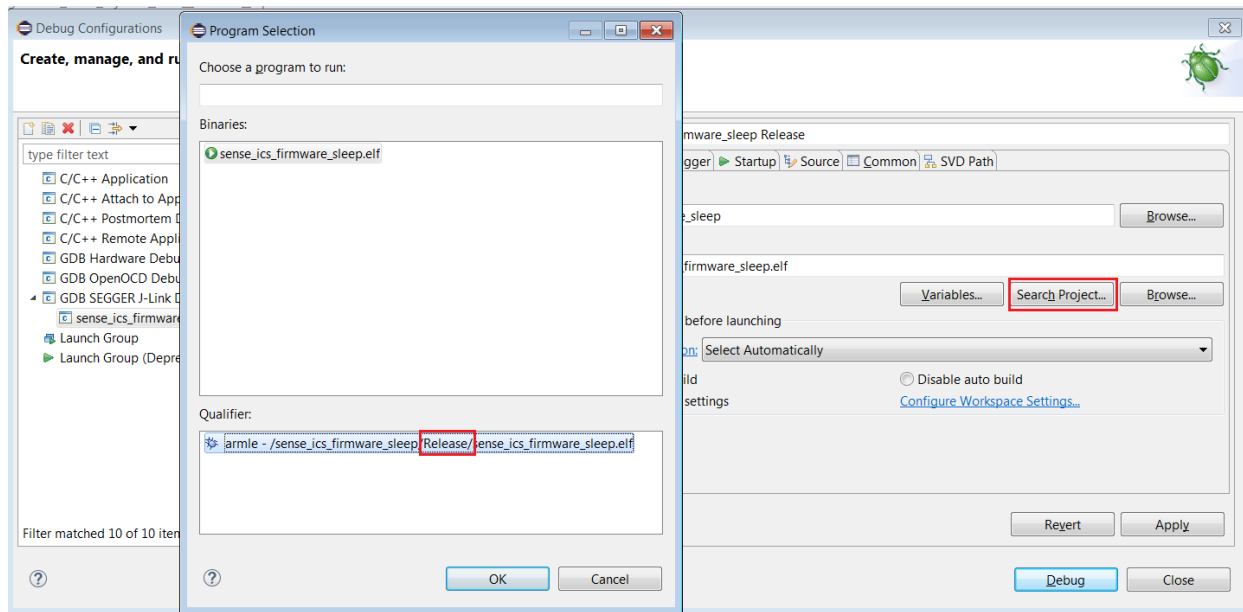 Debug Configurations
Program Selection
Create, manage, and ru
Choose a program to run:
Binaries:
sense_ics_firmware_sleep.elf
Qualifier:
armle - /sense_ics_firmware_sleep/Release/sense_ics_firmware_sleep.elf
OK
Cancel
type filter text
C/C++ Application
C/C++ Attach to App
C/C++ Postmortem D
C/C++ Remote Appli
GDB Hardware Debu
GDB OpenOCD Debu
GDB SEGGER J-Link D
sense_ics_firmware
Launch Group
Launch Group (Depre
Filter matched 10 of 10 iten
mware_sleep Release
gger Startup Source Common SVD Path
e_sleep
Browse...
firmware_sleep.elf
Variables... Search Project... Browse...
before launching
on: Select Automatically
ild
Disable auto build
settings
Configure Workspace Settings...
Revert Apply
Debug Close